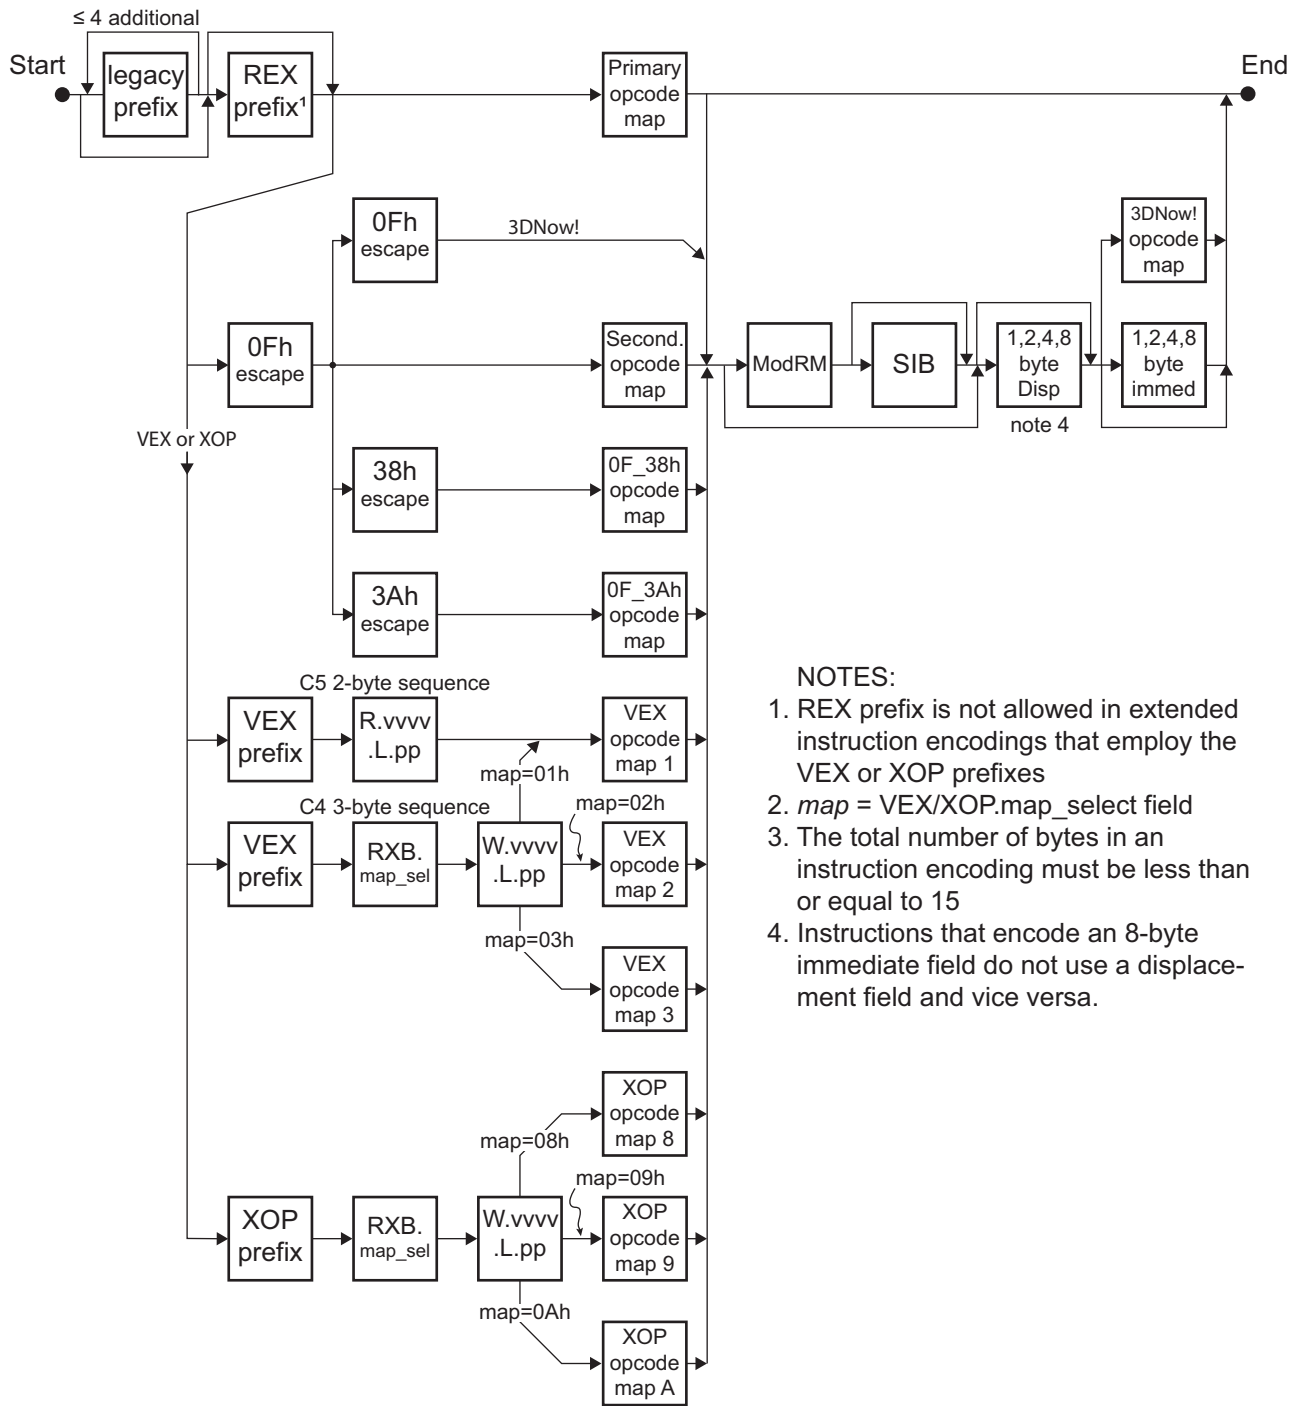 ≤ 4 additional
Start
legacy
prefix
REX
prefix¹
Primary
opcode
map
End
0Fh
escape
3DNow!
3DNow!
opcode
map
0Fh
escape
Second.
opcode
map
ModRM
SIB
1,2,4,8
byte
Disp
note 4
1,2,4,8
byte
immed
VEX or XOP
38h
escape
0F_38h
opcode
map
3Ah
escape
0F_3Ah
opcode
map
C5 2-byte sequence
VEX
prefix
R.vvvv
.L.pp
VEX
opcode
map 1
map=01h
C4 3-byte sequence
map=02h
VEX
prefix
RXB.
map_sel
W.vvvv
.L.pp
VEX
opcode
map 2
map=03h
VEX
opcode
map 3
XOP
opcode
map 8
map=08h
map=09h
XOP
prefix
RXB.
map_sel
W.vvvv
.L.pp
XOP
opcode
map 9
map=0Ah
XOP
opcode
map A
NOTES:
1. REX prefix is not allowed in extended
instruction encodings that employ the
VEX or XOP prefixes
2. map = VEX/XOP.map_select field
3. The total number of bytes in an
instruction encoding must be less than
or equal to 15
4. Instructions that encode an 8-byte
immediate field do not use a displace-
ment field and vice versa.